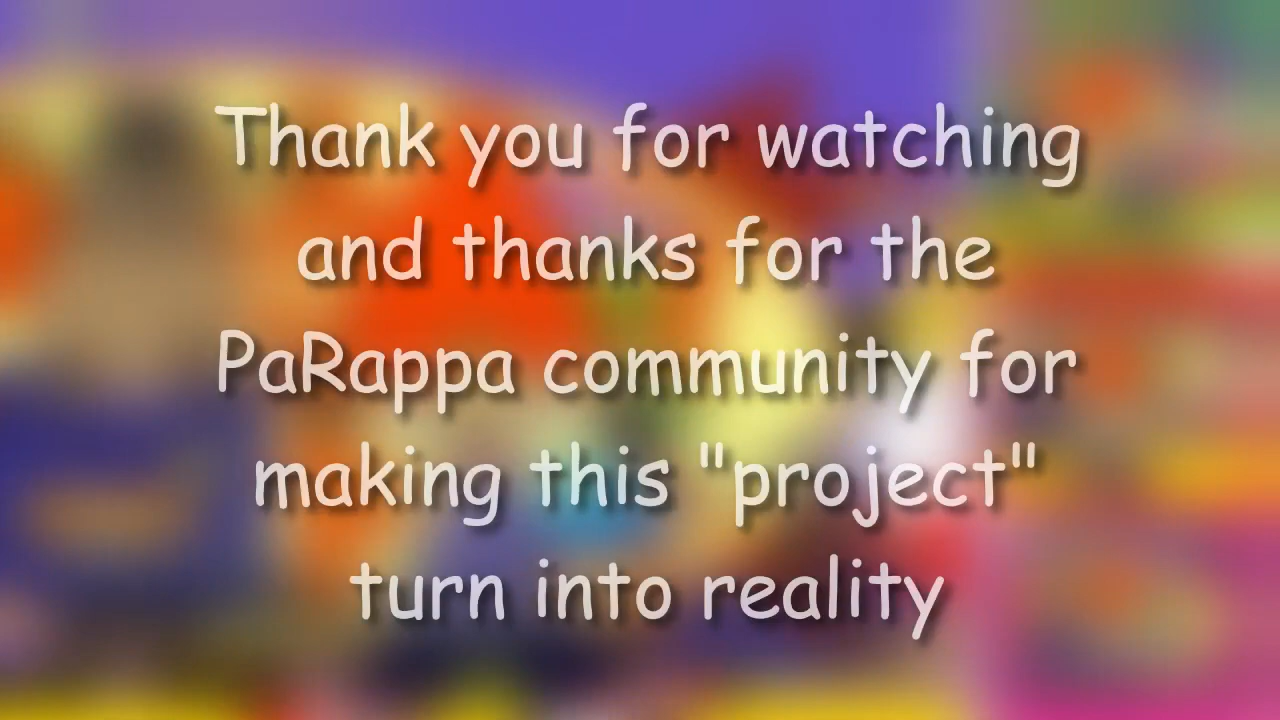 Thank you for watching
and thanks for the
PaRappa community for
making this "project"
turn into reality